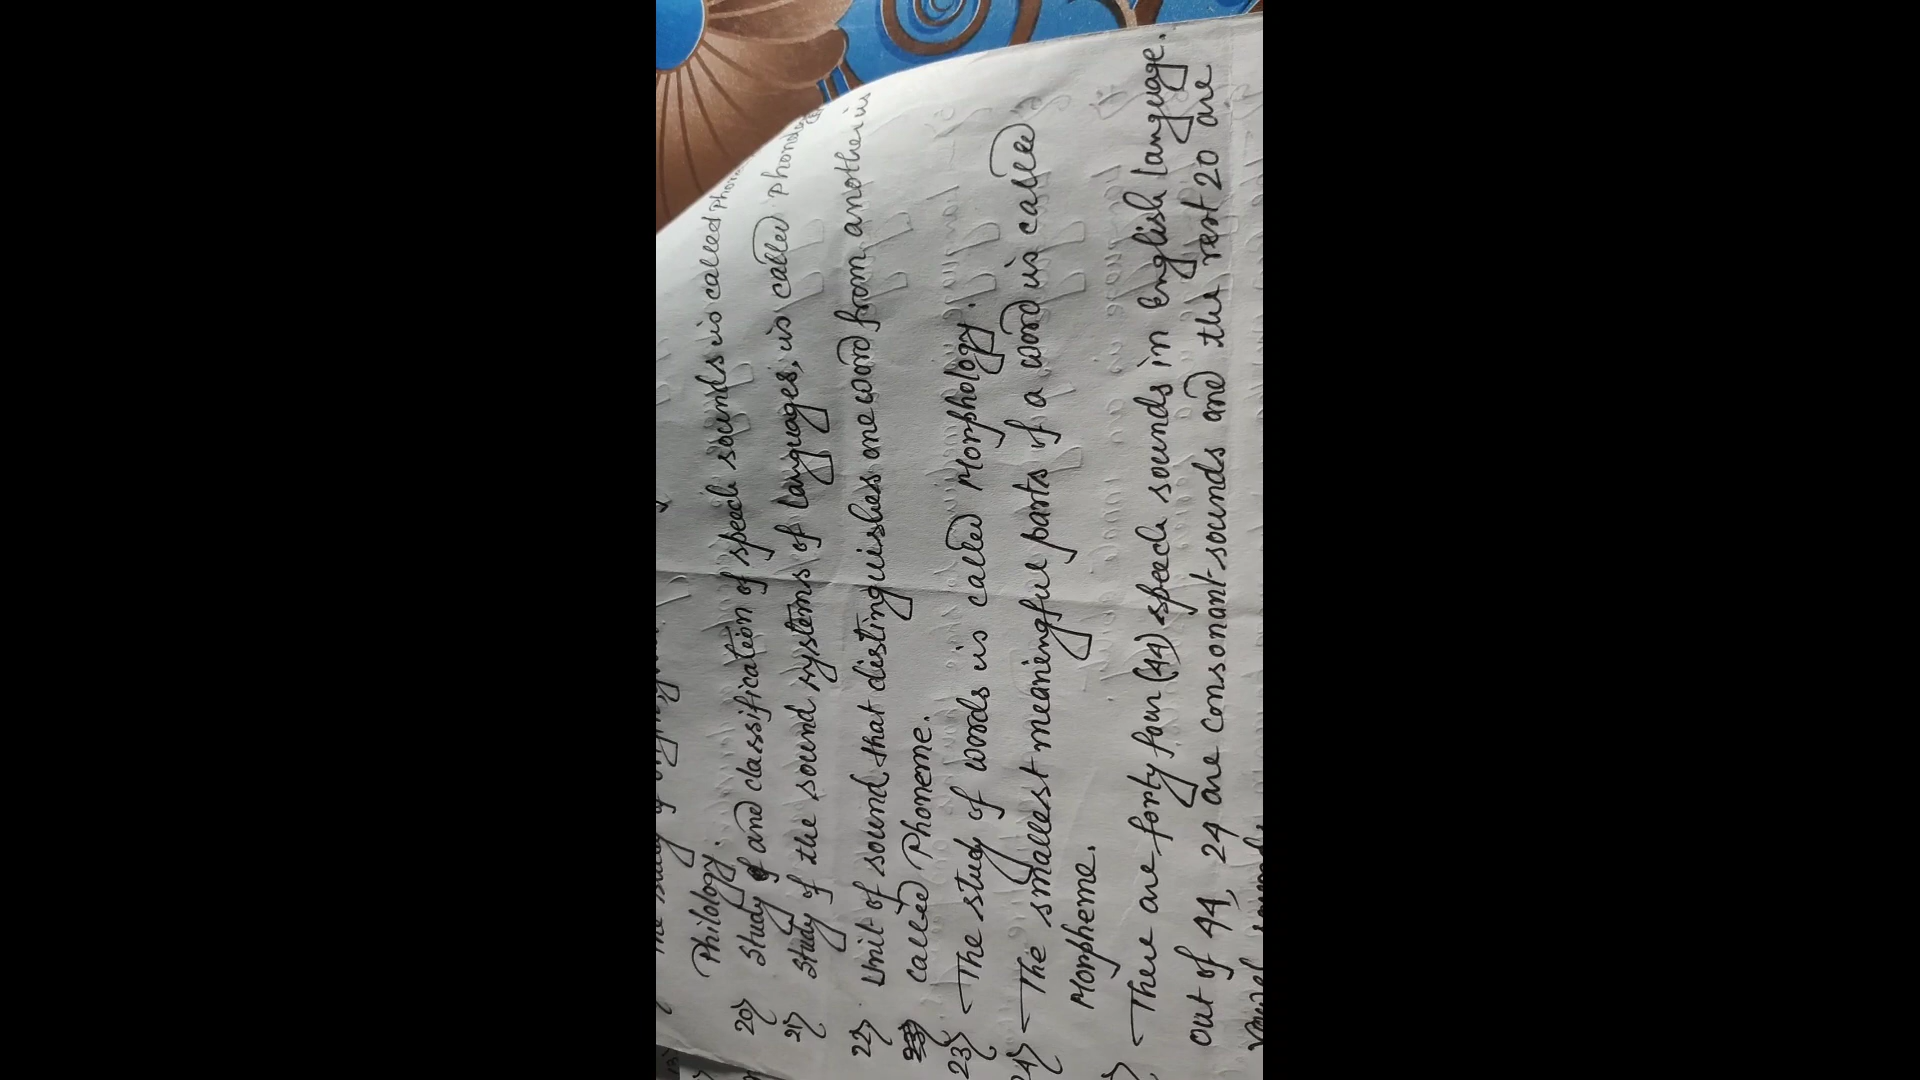 Philology.
20) Study of and classification of speech sounds is called
21) Study of the sound systems of languages, is called
22) Unit of sound that distinguishes one word from another is
called Phoneme.
23) The study of words is called Morphology.
24) The smallest meaningful parts of a word is called
Morpheme.
There are forty four (44) speech sounds in English language.
out of 44, 24 are consonant sounds and the rest 20 are